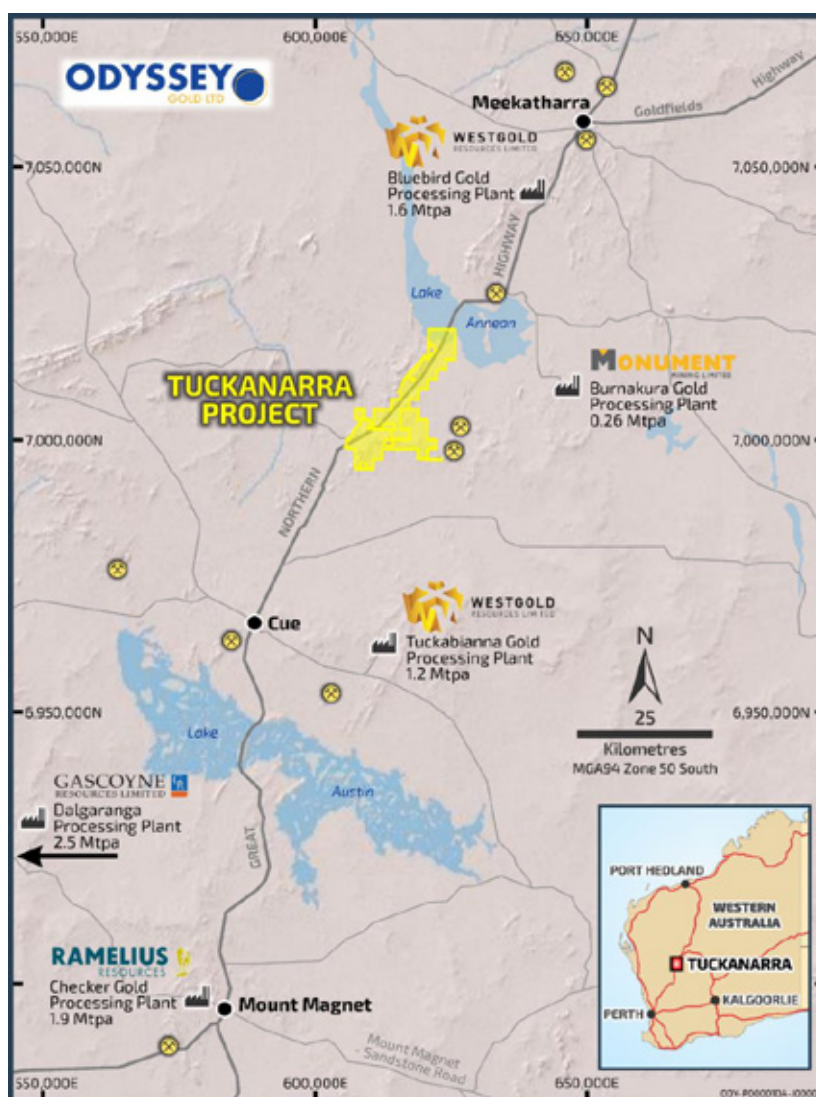 550,000E
600,000E
650,000E
ODYSSEY
GOLD LTD
Meekatharra
Goldfields
Highway
WESTGOLD
RESOURCES LIMITED
7,050,000N
7,050,000N
Bluebird Gold
Processing Plant
1.6 Mtpa
HIGHWAY
Lake
Annean
TUCKANARRA
PROJECT
MONUMENT
MINING LIMITED
Burnakura Gold
Processing Plant
0.26 Mtpa
7,000,000N
7,000,000N
NORTHERN
Cue
WESTGOLD
RESOURCES LIMITED
Tuckabianna Gold
Processing Plant
1.2 Mtpa
N
6,950,000N
6,950,000N
25
Kilometres
MGA94 Zone 50 South
Lake
Austin
GASCOYNE
RESOURCES LIMITED
Dalgaranga
Processing Plant
2.5 Mtpa
GREAT
PORT HEDLAND
WESTERN
AUSTRALIA
TUCKANARRA
KALGOORLIE
PERTH
RAMELIUS
RESOURCES
Checker Gold
Processing Plant
1.9 Mtpa
Mount Magnet
Mount Magnet
- Sandstone Road
550,000E
600,000E
650,000E